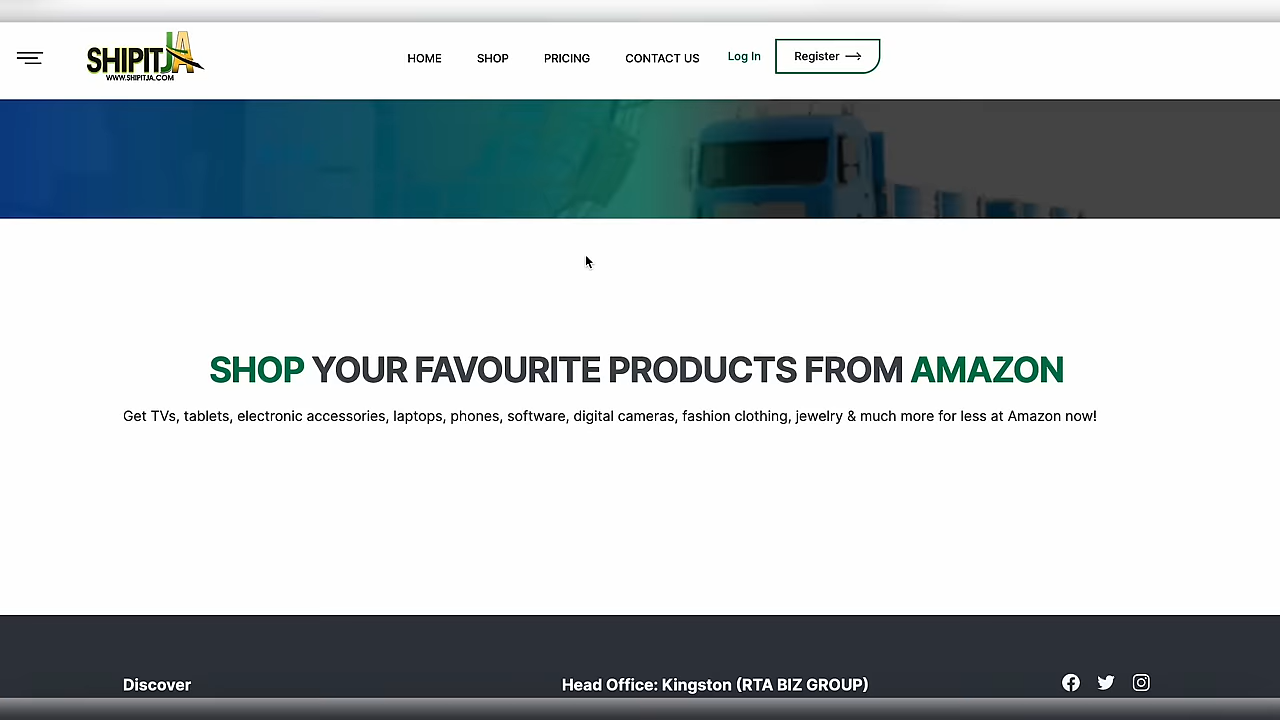 SHIPITJA
WWW.SHIPITJA.COM
HOME
SHOP
PRICING
CONTACT US
Log In
Register
SHOP YOUR FAVOURITE PRODUCTS FROM AMAZON
Get TVs, tablets, electronic accessories, laptops, phones, software, digital cameras, fashion clothing, jewelry & much more for less at Amazon now!
Discover
Head Office: Kingston (RTA BIZ GROUP)